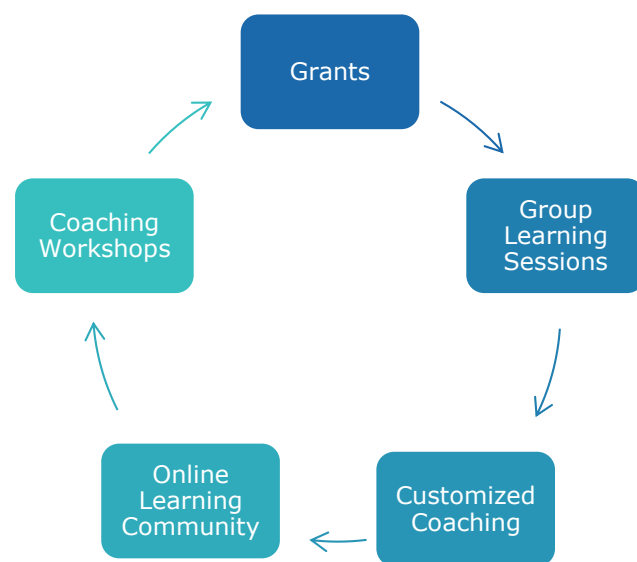 Grants
Group
Learning
Sessions
Customized
Coaching
Online
Learning
Community
Coaching
Workshops